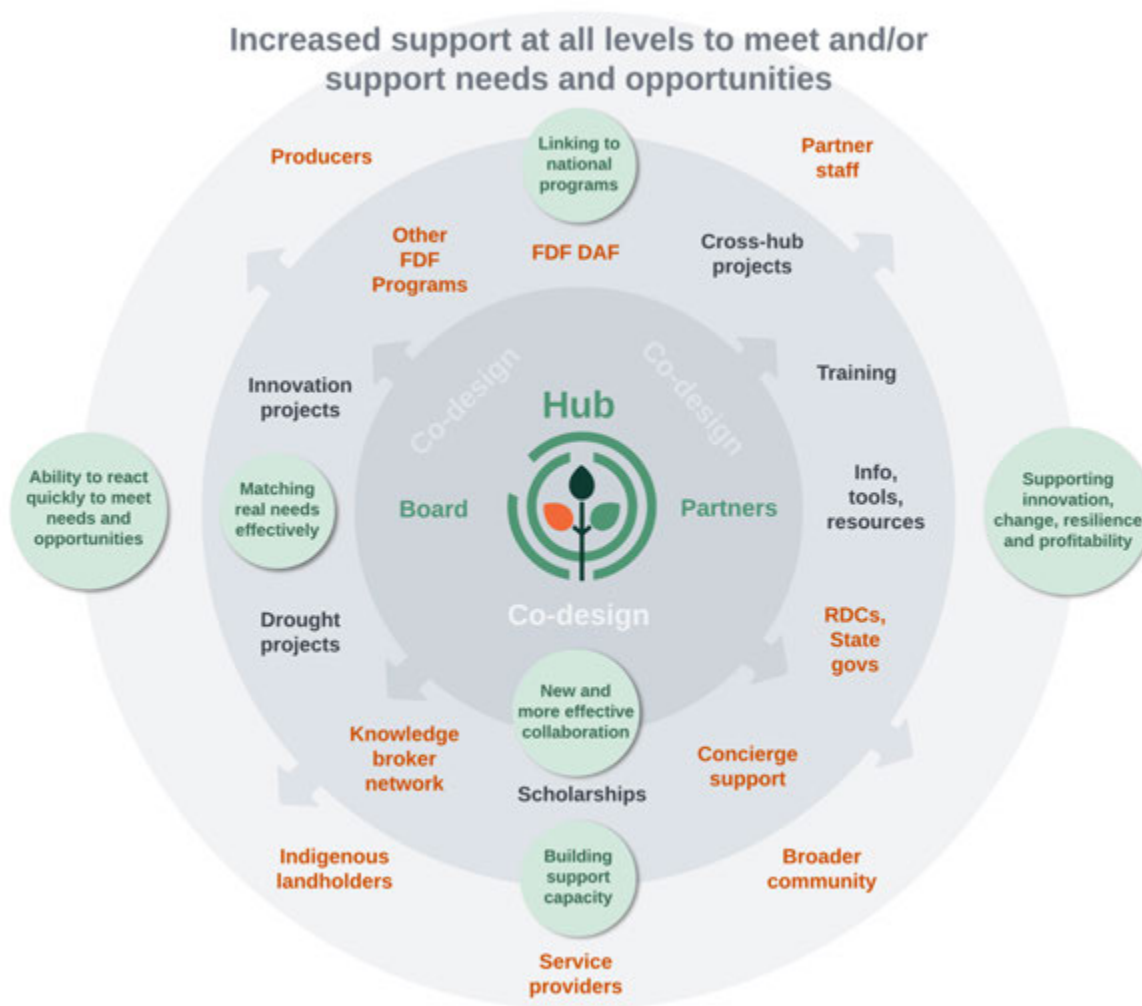 Increased support at all levels to meet and/or
support needs and opportunities
Producers
Linking to
national
programs
Partner
staff
Other
FDF
Programs
FDF DAF
Cross-hub
projects
Co-design
Co-design
Innovation
projects
Training
Hub
Ability to react
quickly to meet
needs and
opportunities
Matching
real needs
effectively
Board
Partners
Info,
tools,
resources
Supporting
innovation,
change, resilience
and profitability
Co-design
Drought
projects
RDCs,
State
govs
New and
more effective
collaboration
Knowledge
broker
network
Concierge
support
Scholarships
Indigenous
landholders
Building
support
capacity
Broader
community
Service
providers